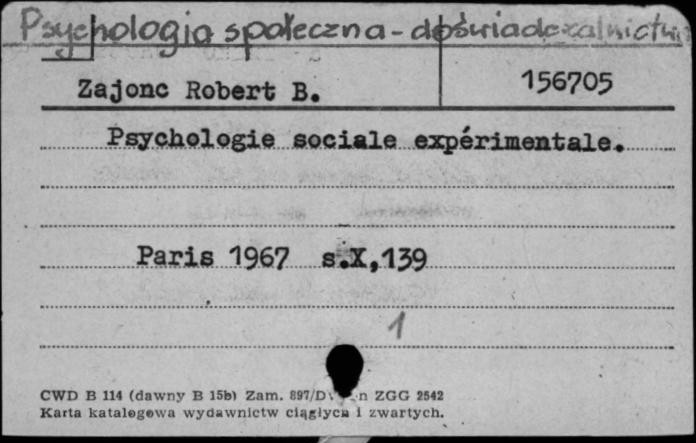 Psychologia społeczna - doświadczalnictwo
Zajonc Robert B.
156705
Psychologie sociale expérimentale.
Paris 1967 s.X,139
1
CWD B 114 (dawny B 15b) Zam. 897/D n ZGG 2542
Karta katalogowa wydawnictw ciągłych i zwartych.